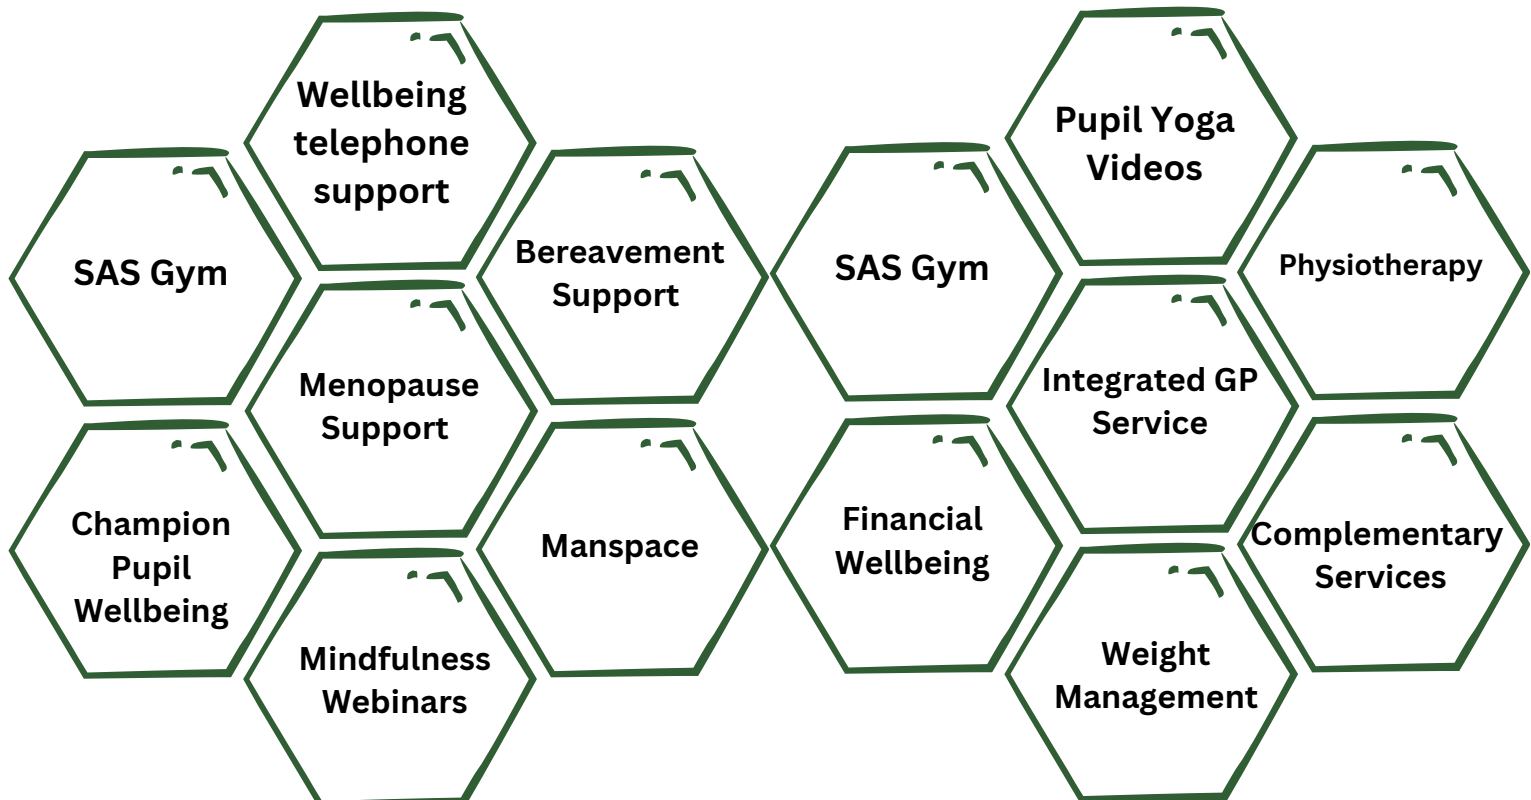 Wellbeing
telephone
support
SAS Gym
Bereavement
Support
Menopause
Support
Champion
Pupil
Wellbeing
Manspace
Mindfulness
Webinars
Pupil Yoga
Videos
SAS Gym
Physiotherapy
Integrated GP
Service
Financial
Wellbeing
Complementary
Services
Weight
Management